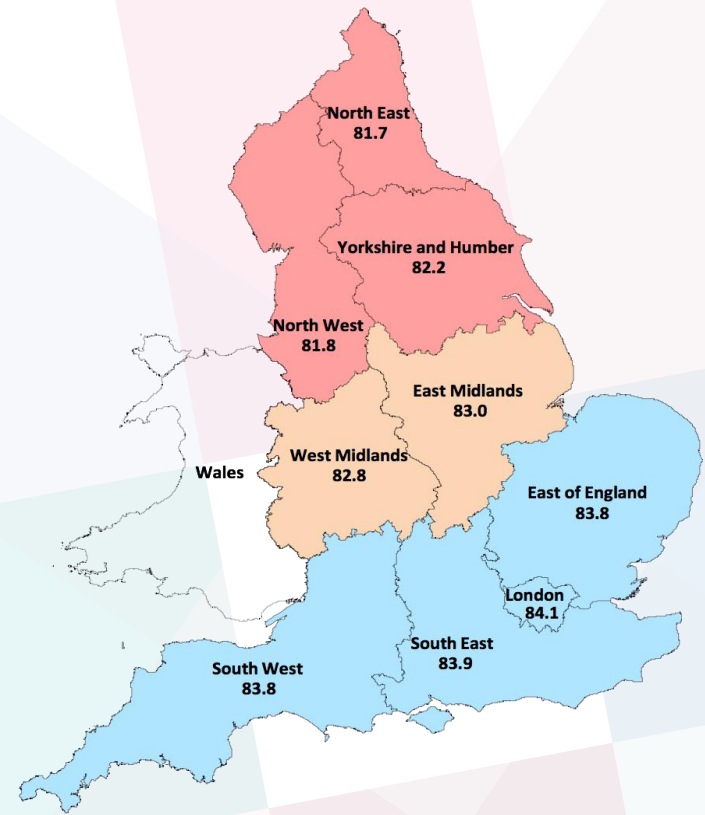 North East
81.7
Yorkshire and Humber
82.2
North West
81.8
East Midlands
83.0
West Midlands
82.8
Wales
East of England
83.8
London
84.1
South East
83.9
South West
83.8